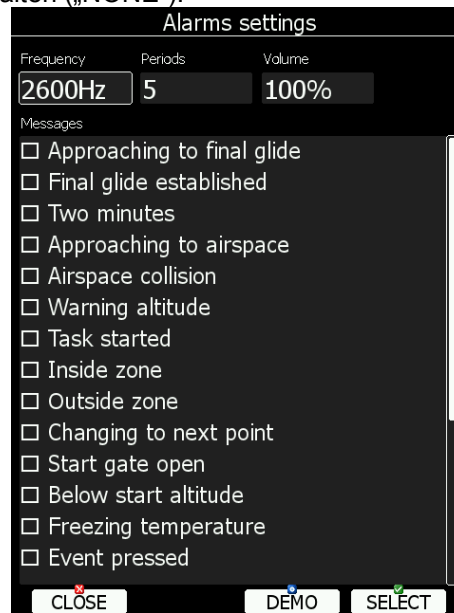 alten („NONE“).
Alarms settings
Frequency Periods Volume
2600Hz 5 100%
Messages
Approaching to final glide
Final glide established
Two minutes
Approaching to airspace
Airspace collision
Warning altitude
Task started
Inside zone
Outside zone
Changing to next point
Start gate open
Below start altitude
Freezing temperature
Event pressed
CLOSE DEMO SELECT